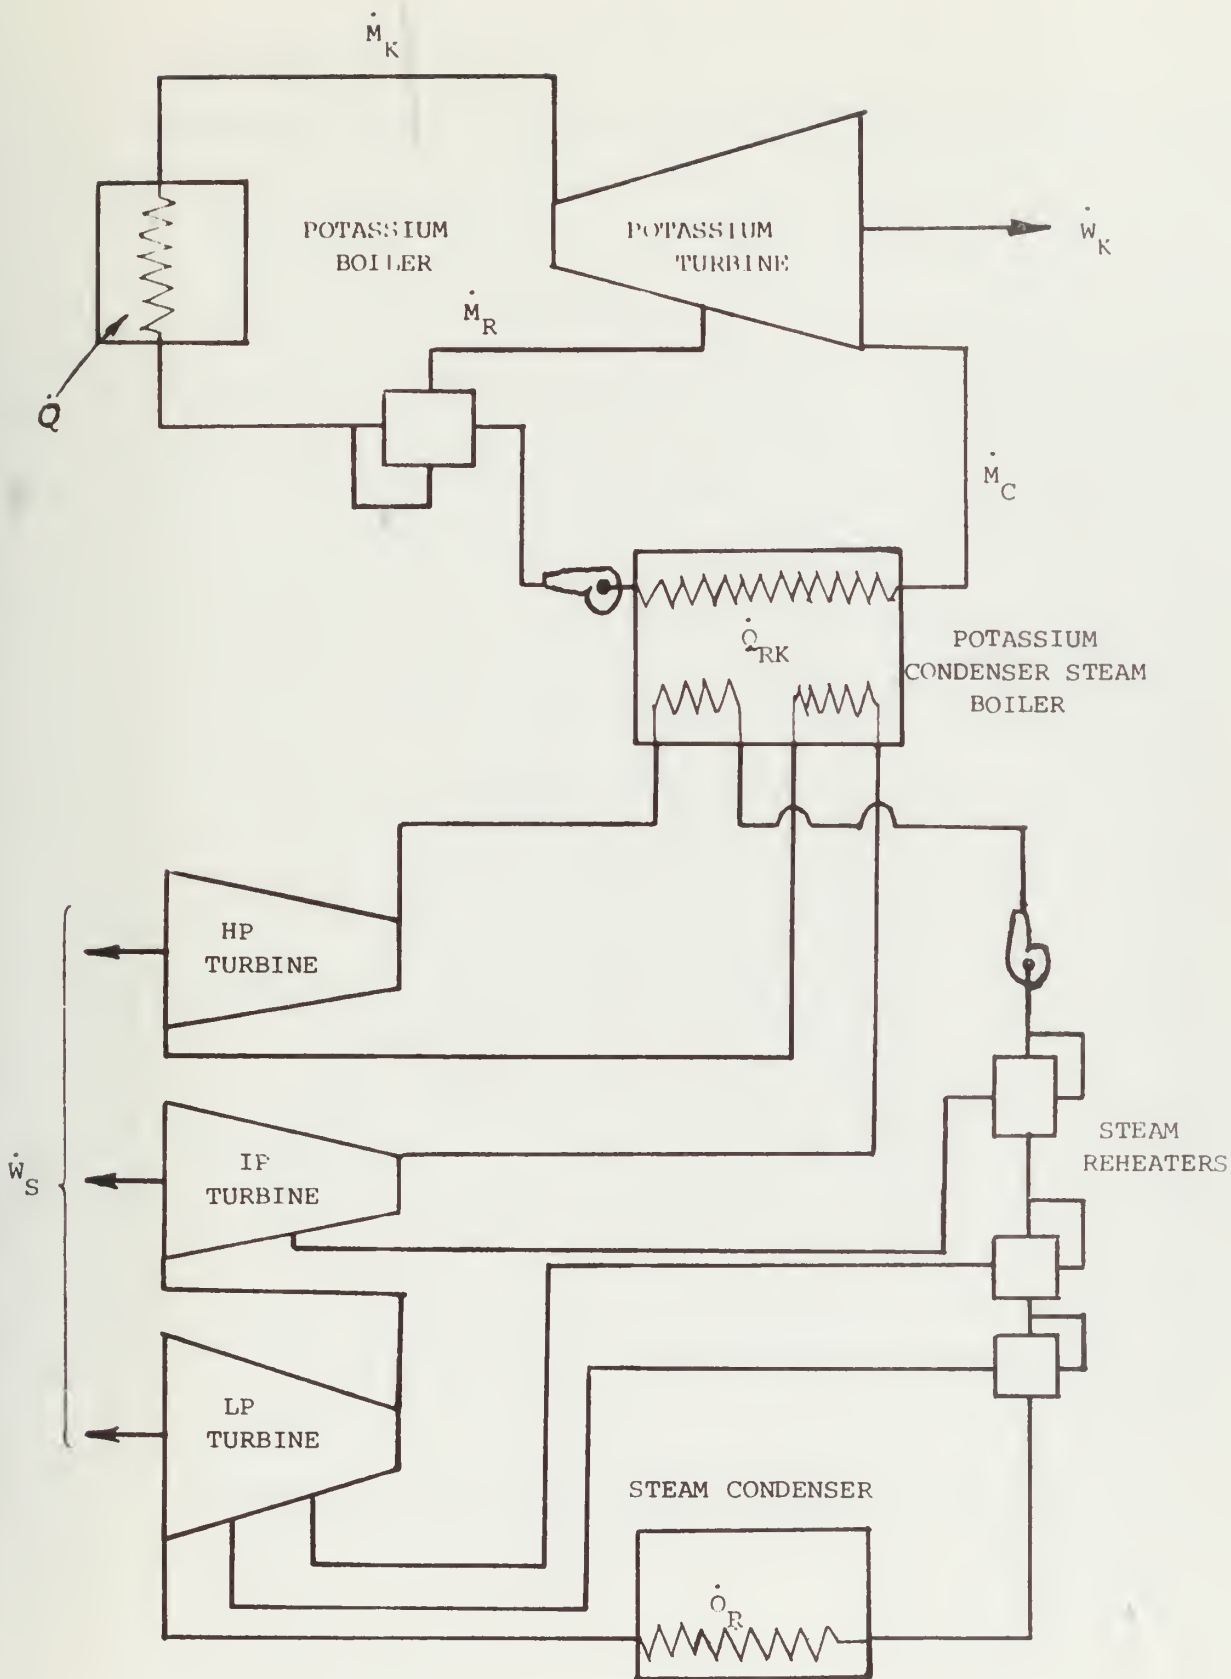 Ṁ_K
POTASSIUM
BOILER
POTASSIUM
TURBINE
Ẇ_K
Ṁ_R
Q̇
Ṁ_C
Q̇_RK
POTASSIUM
CONDENSER STEAM
BOILER
HP
TURBINE
STEAM
REHEATERS
IP
TURBINE
Ẇ_S
LP
TURBINE
STEAM CONDENSER
Q̇_R